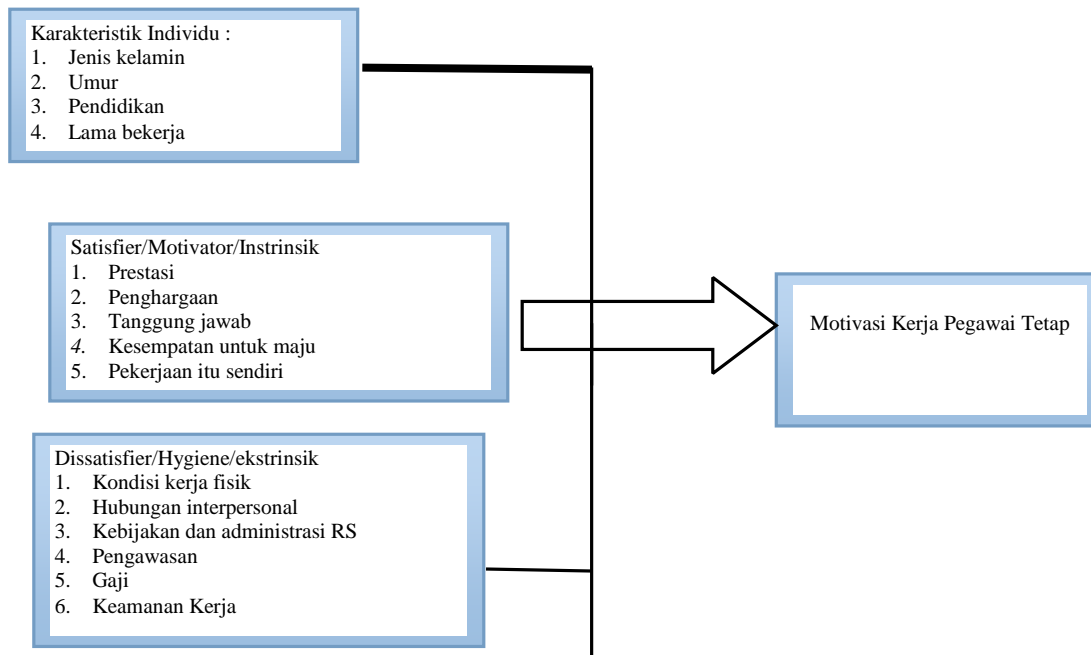 Karakteristik Individu :
1. Jenis kelamin
2. Umur
3. Pendidikan
4. Lama bekerja
Satisfier/Motivator/Instrinsik
1. Prestasi
2. Penghargaan
3. Tanggung jawab
4. Kesempatan untuk maju
5. Pekerjaan itu sendiri
Motivasi Kerja Pegawai Tetap
Dissatisfier/Hygiene/ekstrinsik
1. Kondisi kerja fisik
2. Hubungan interpersonal
3. Kebijakan dan administrasi RS
4. Pengawasan
5. Gaji
6. Keamanan Kerja